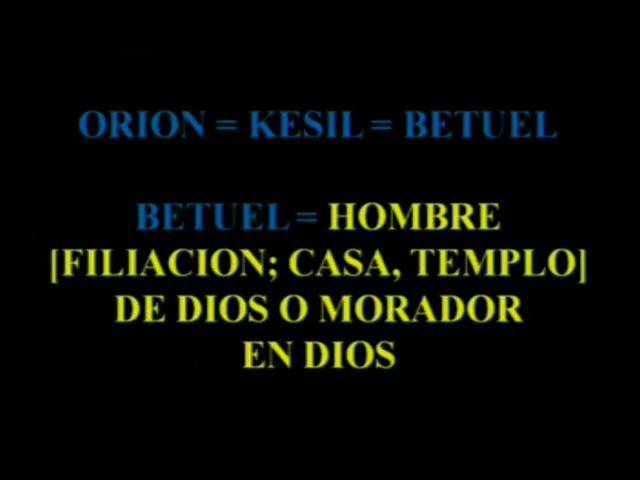 ORION = KESIL = BETUEL
BETUEL = HOMBRE
[FILIACION; CASA, TEMPLO]
DE DIOS O MORADOR
EN DIOS